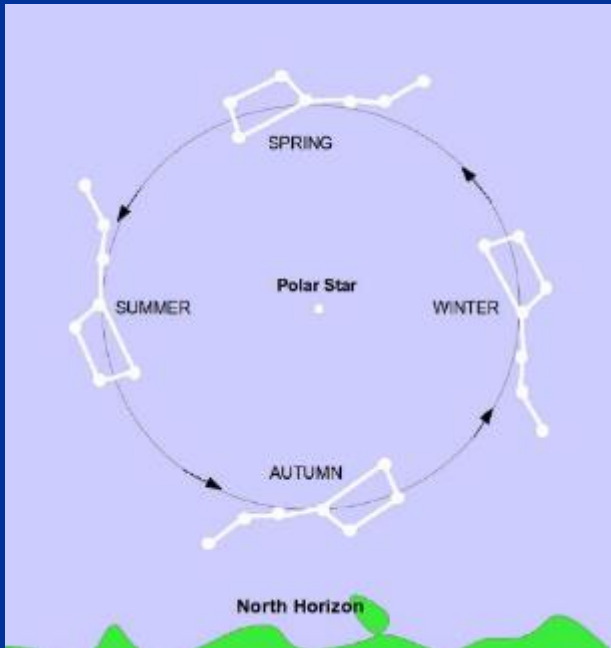 SPRING
Polar Star
SUMMER
WINTER
AUTUMN
North Horizon